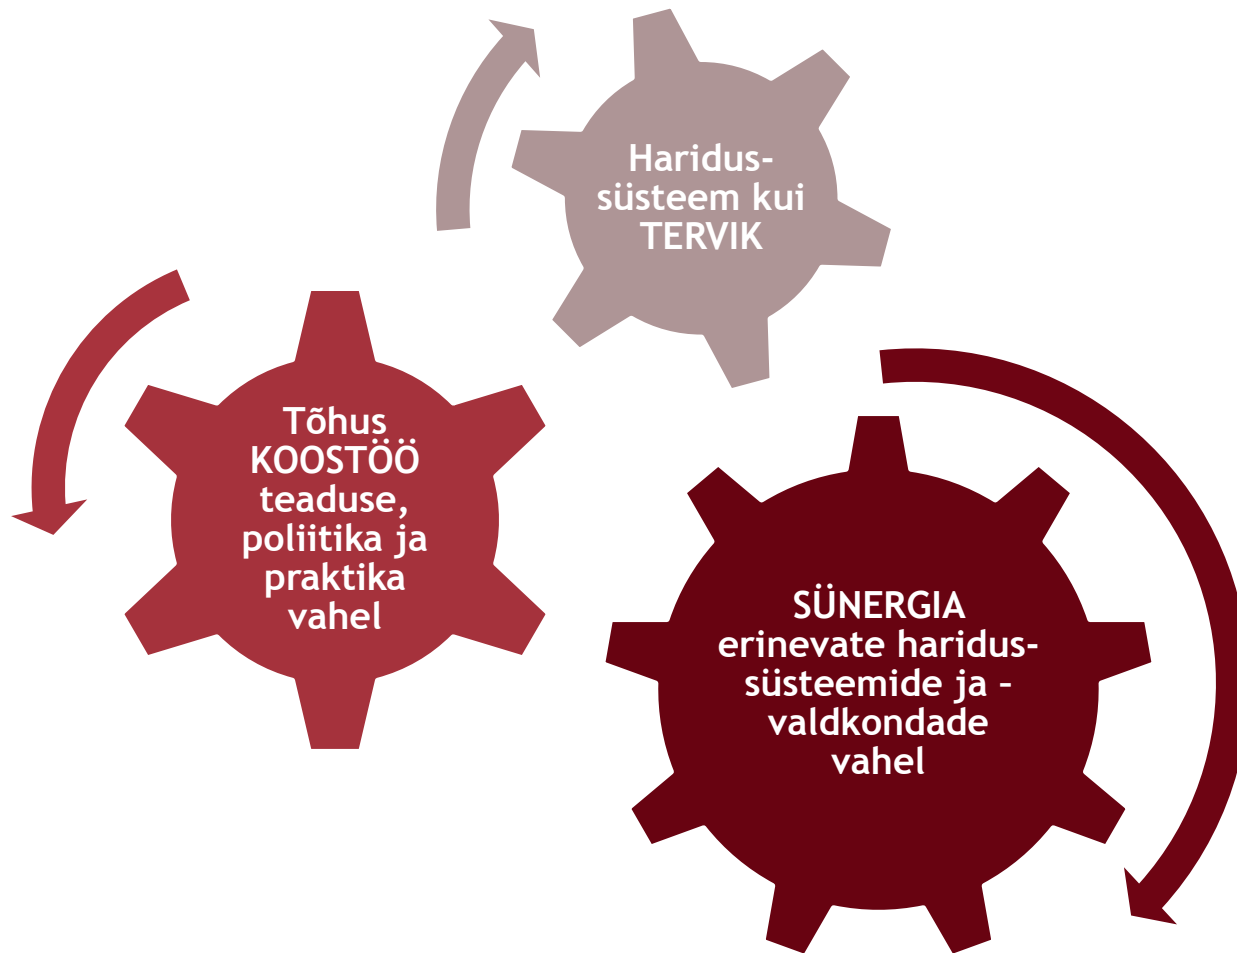 Haridus-
süsteem kui
TERVIK
Tõhus
KOOSTÖÖ
teaduse,
poliitika ja
praktika
vahel
SÜNERGIA
erinevate haridus-
süsteemide ja –
valdkondade
vahel